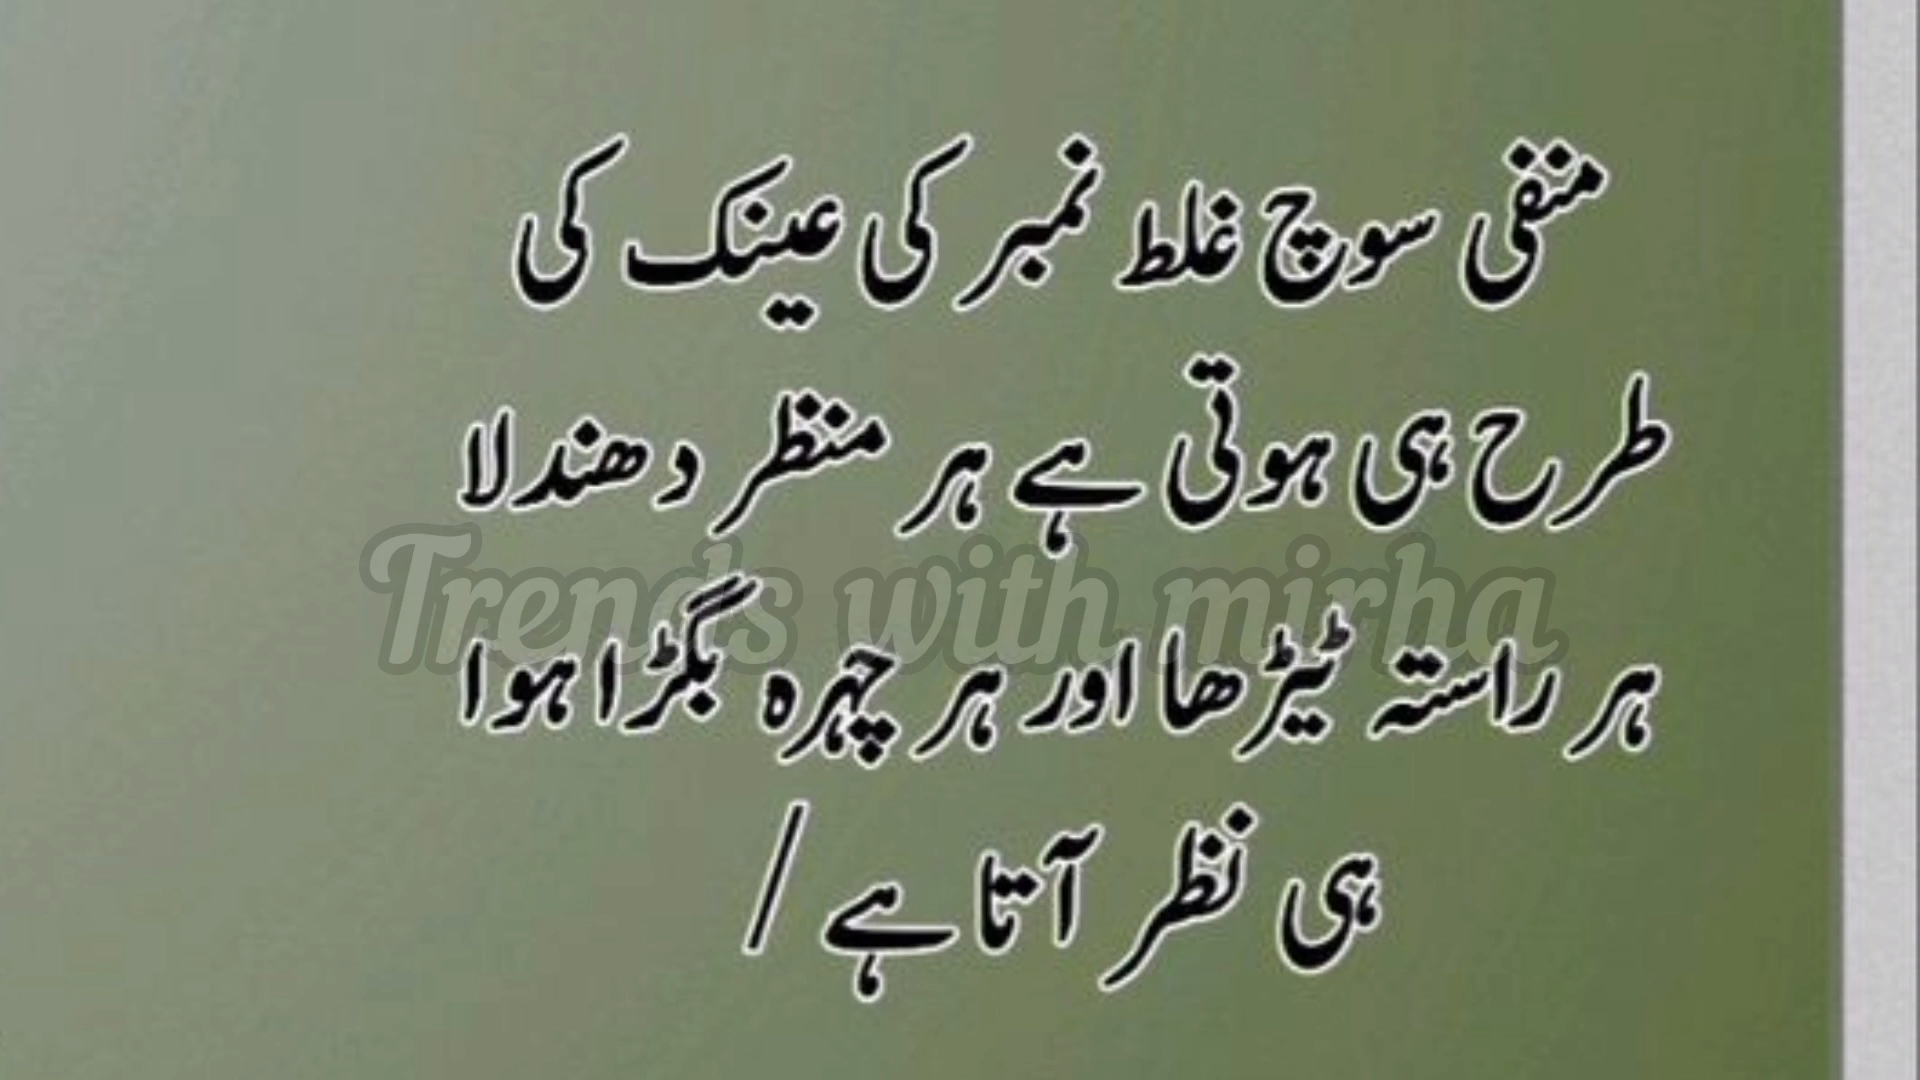 منفی سوچ غلط نمبر کی عینک کی
طرح ہی ہوتی ہے ہر منظر دھندلا
Trends with mirha
ہر راستہ ٹیڑھا اور ہر چہرہ بگڑا ہوا
ہی نظر آتا ہے /